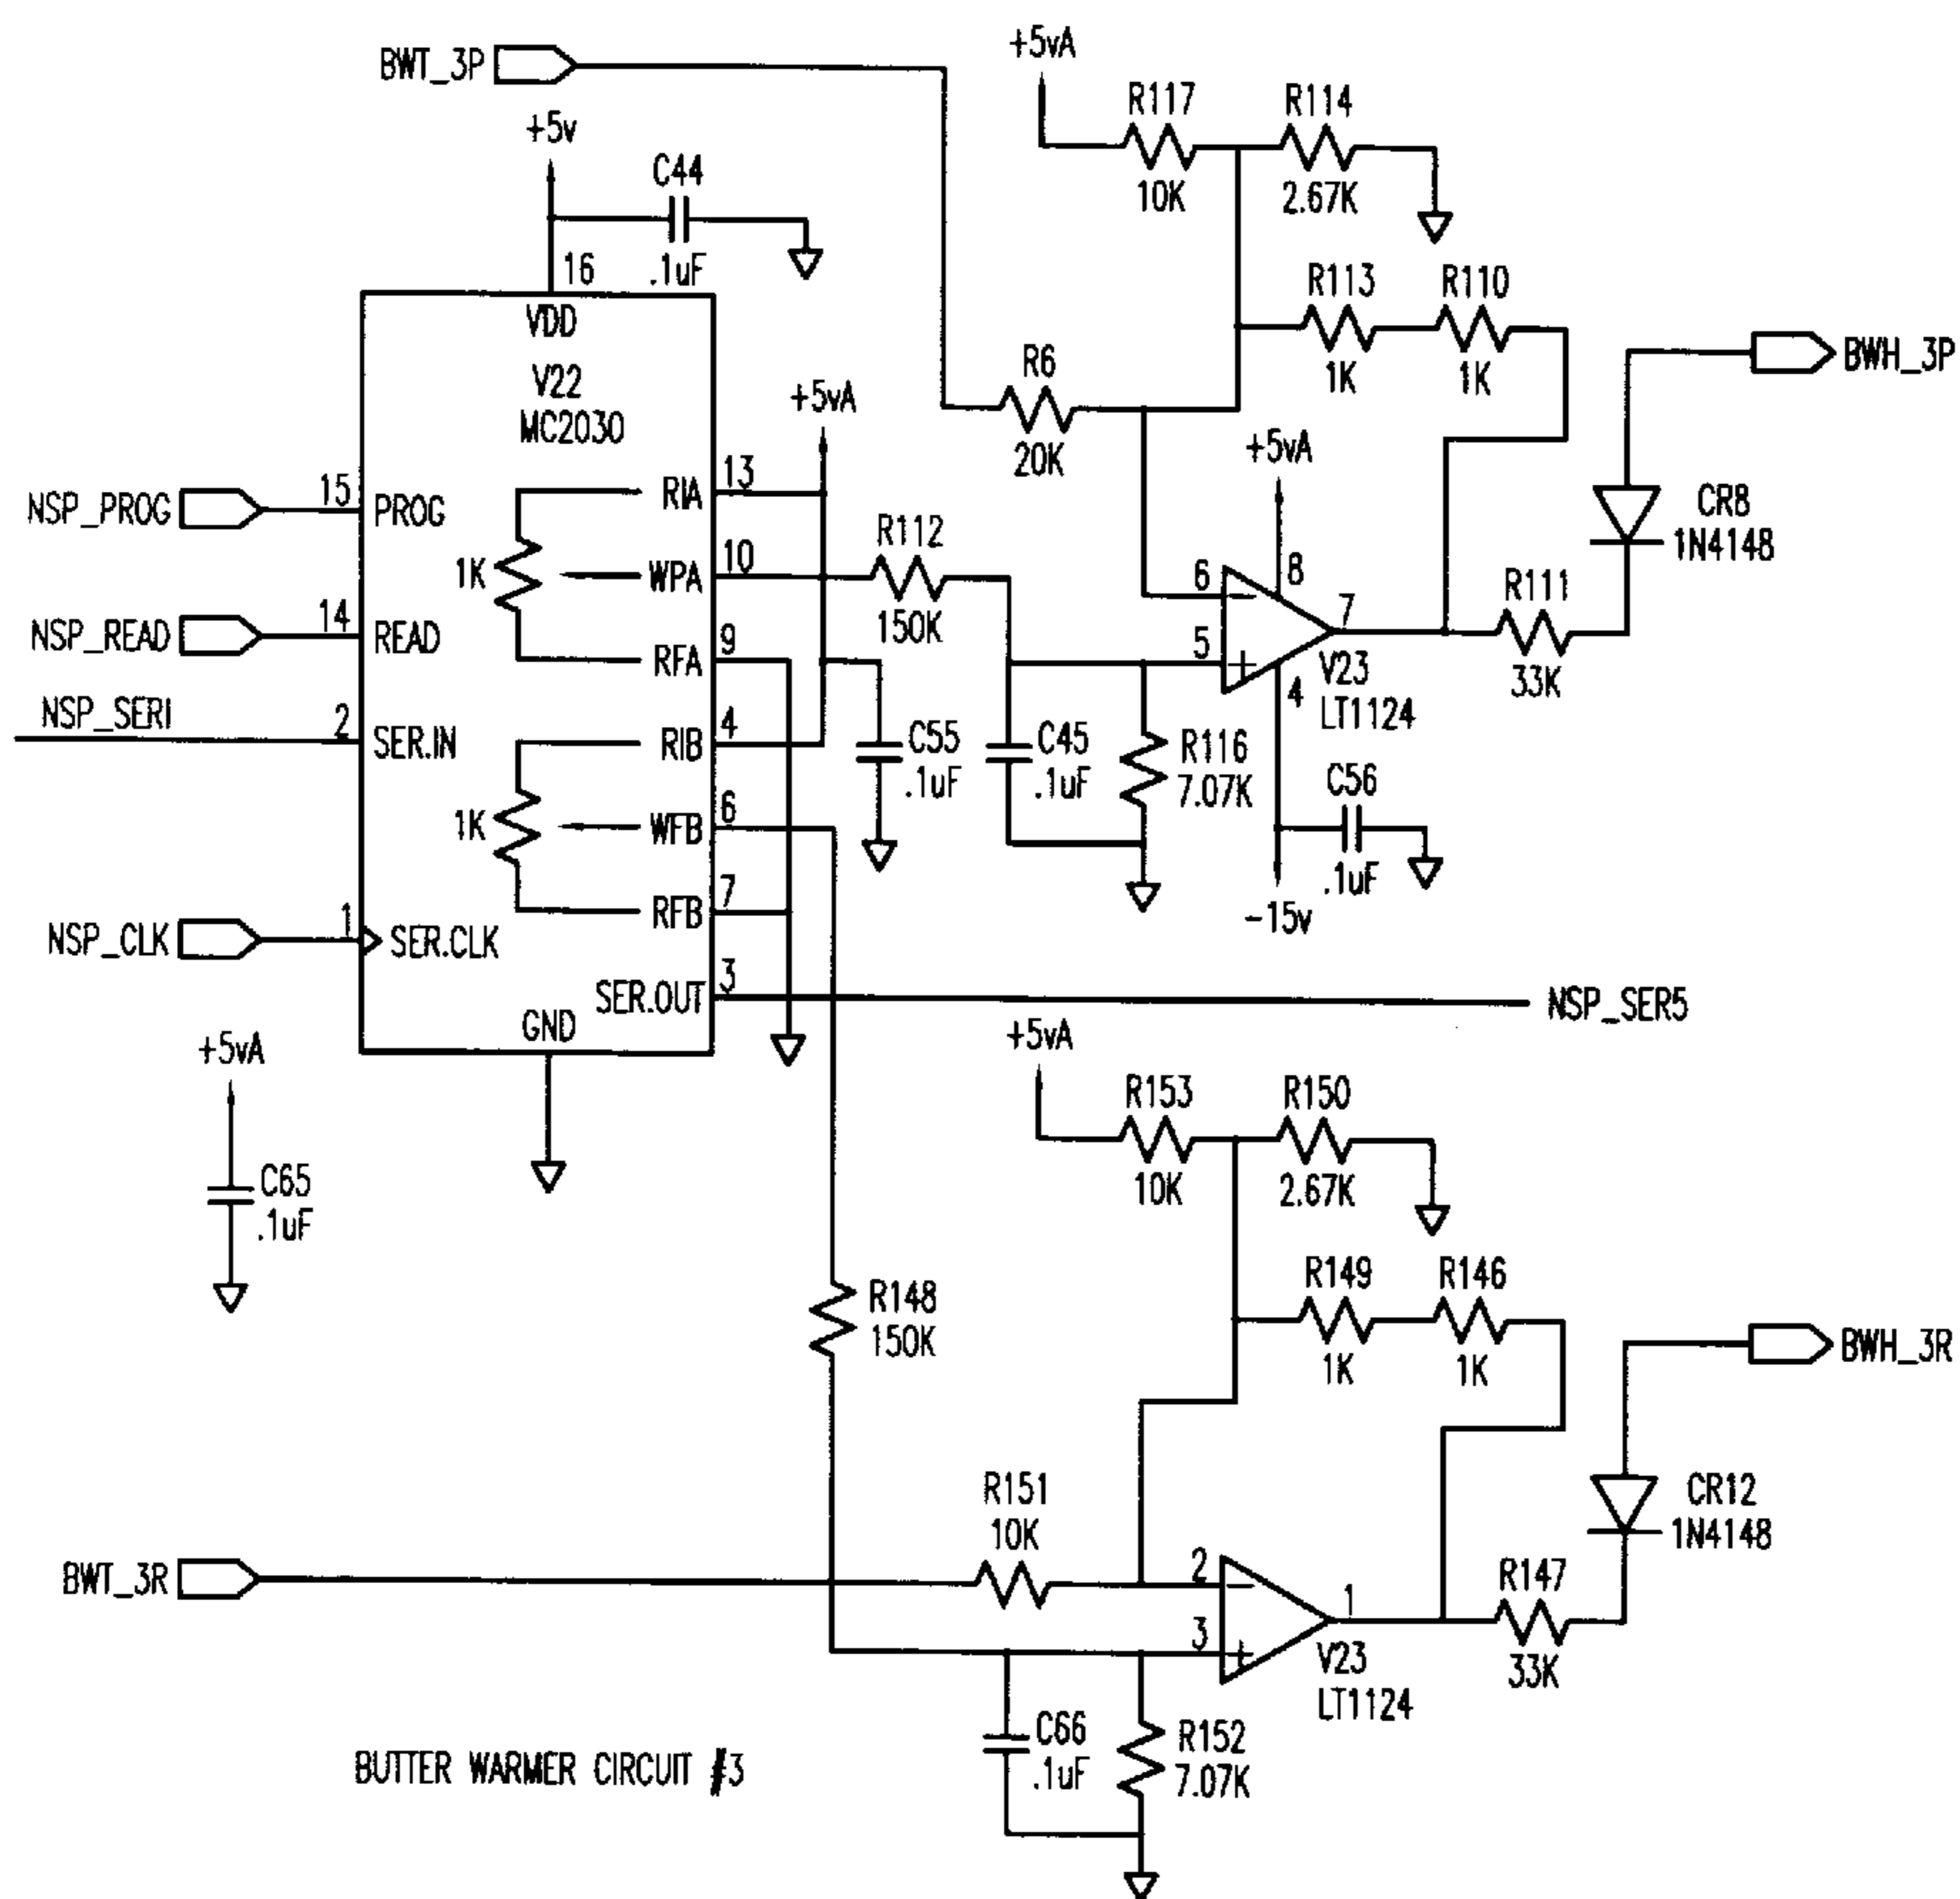 BWT_3P
+5vA
R117
R114
10K
2.67K
+5v
C44
.1uF
16
VDD
V22
MC2030
R113
R110
1K
1K
BWH_3P
R6
20K
+5vA
+5vA
CR8
1N4148
NSP_PROG
15
PROG
RIA
13
1K
WPA
10
R112
150K
6
8
7
R111
33K
NSP_READ
14
READ
RFA
9
5
V23
LT1124
4
NSP_SERI
2
SER.IN
RIB
4
C55
.1uF
C45
.1uF
R116
7.07K
C56
.1uF
1K
WFB
6
RFB
7
-15v
NSP_CLK
1
SER.CLK
SER.OUT
3
NSP_SER5
GND
+5vA
C65
.1uF
+5vA
R153
R150
10K
2.67K
R148
150K
R149
R146
1K
1K
BWH_3R
R151
10K
CR12
1N4148
BWT_3R
2
3
1
R147
33K
V23
LT1124
C66
.1uF
R152
7.07K
BUTTER WARMER CIRCUIT #3